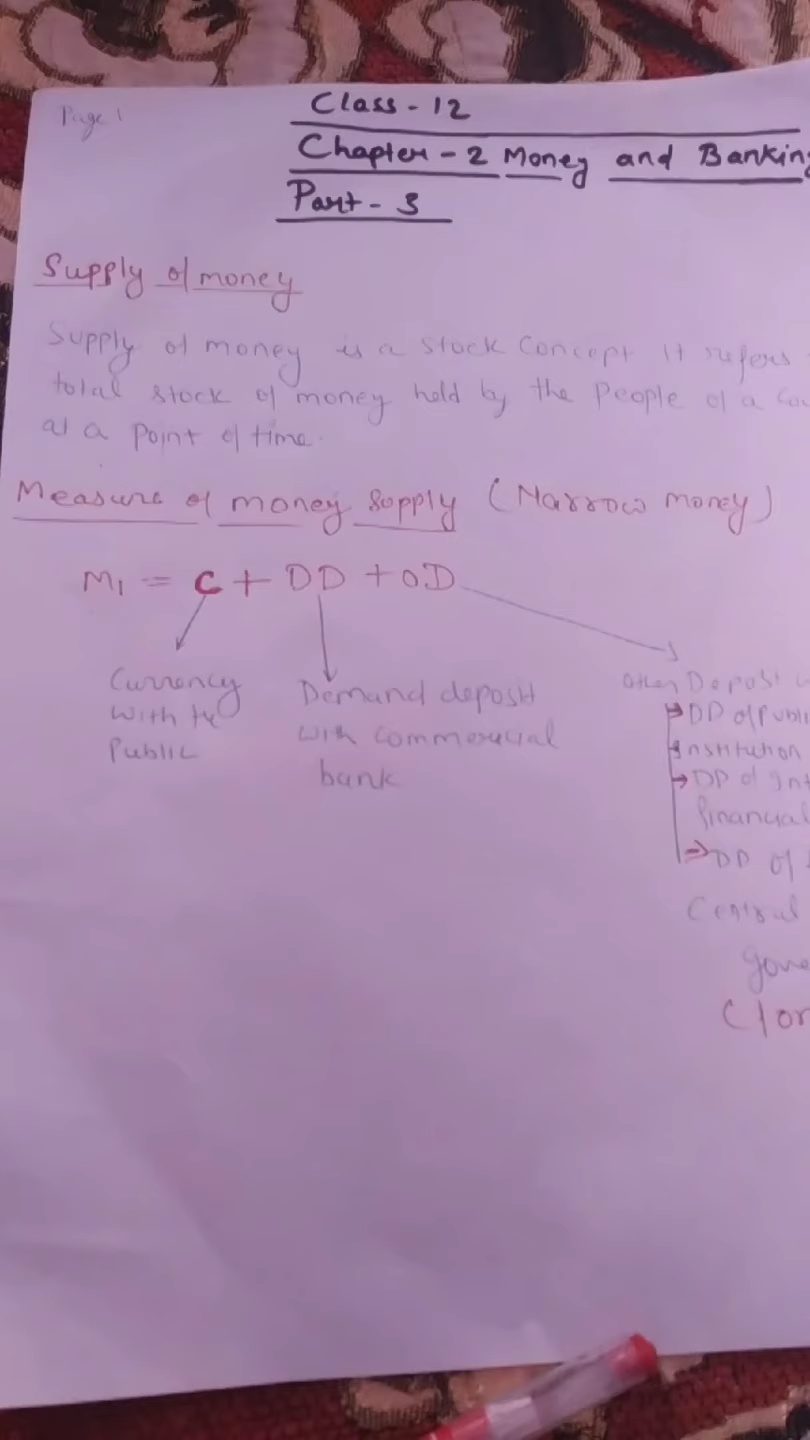 Page 1
Class - 12
Chapter - 2 Money and Banking
Part - 3
Supply of money
Supply of money is a stock concept It refers
total stock of money held by the People of a
at a Point of time.
Measure of money supply (Narrow money)
M1 = C + DD + OD
Currency
with the
Public
Demand deposit
with commercial
bank
Other Deposit
DD of Publi
Institution
DD of Int
financial
DD of
Central
gove